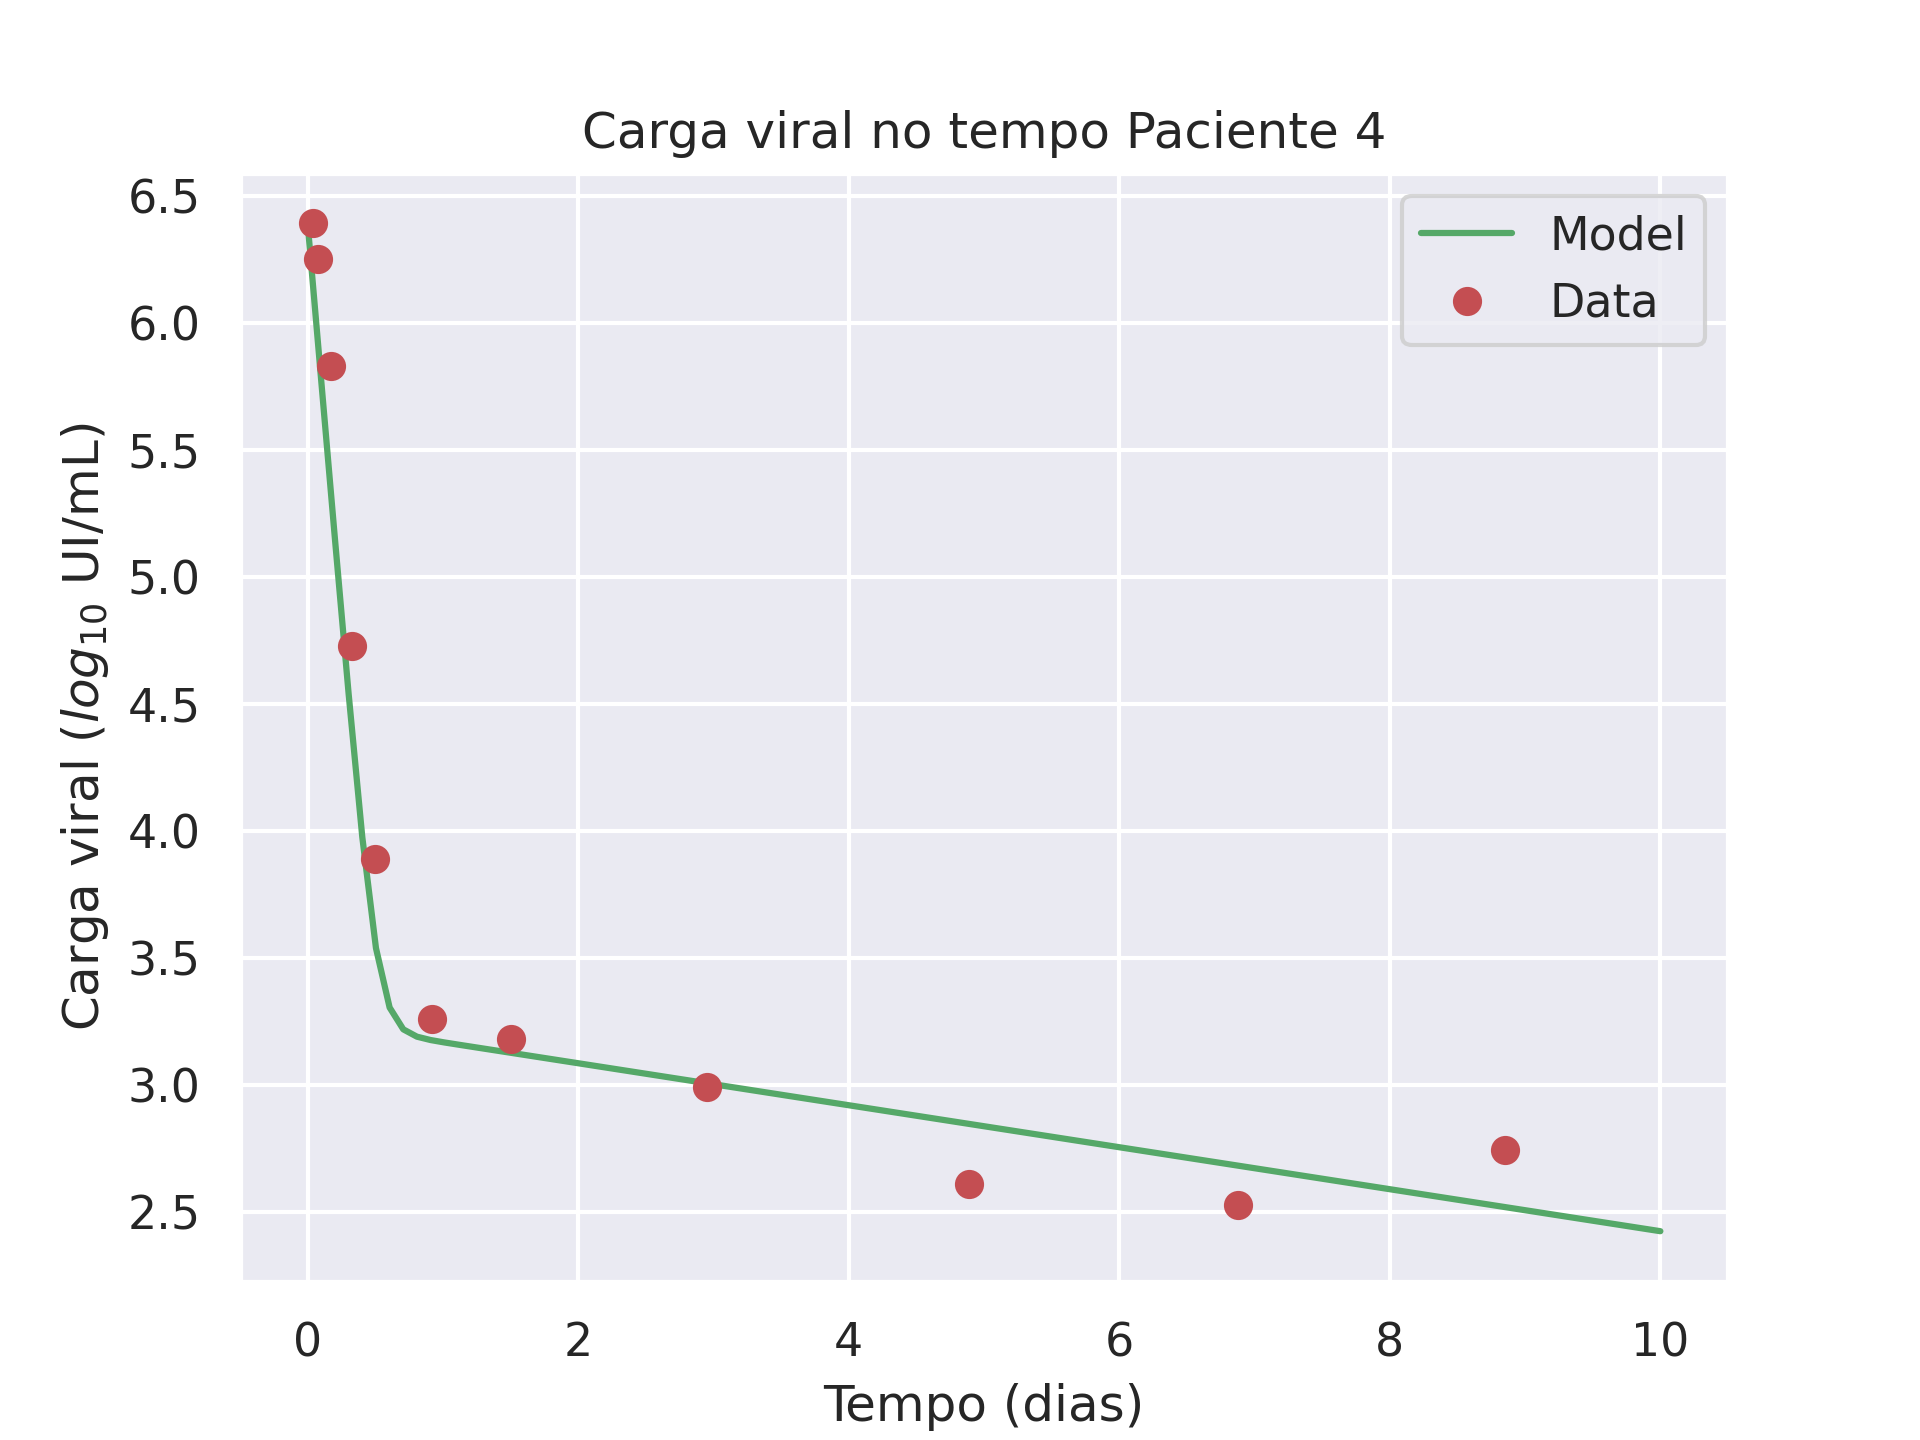 Carga viral no tempo Paciente 4
Model
Data
Carga viral (log10 UI/mL)
6.5
6.0
5.5
5.0
4.5
4.0
3.5
3.0
2.5
0 2 4 6 8 10
Tempo (dias)